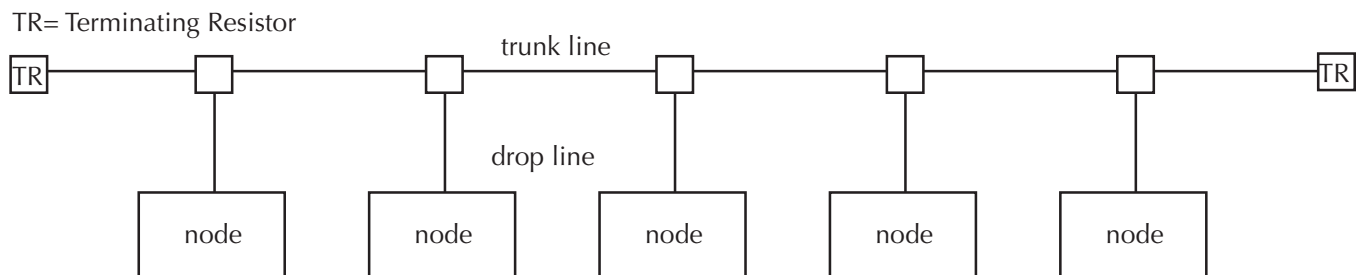 TR= Terminating Resistor
trunk line
TR
TR
drop line
node
node
node
node
node